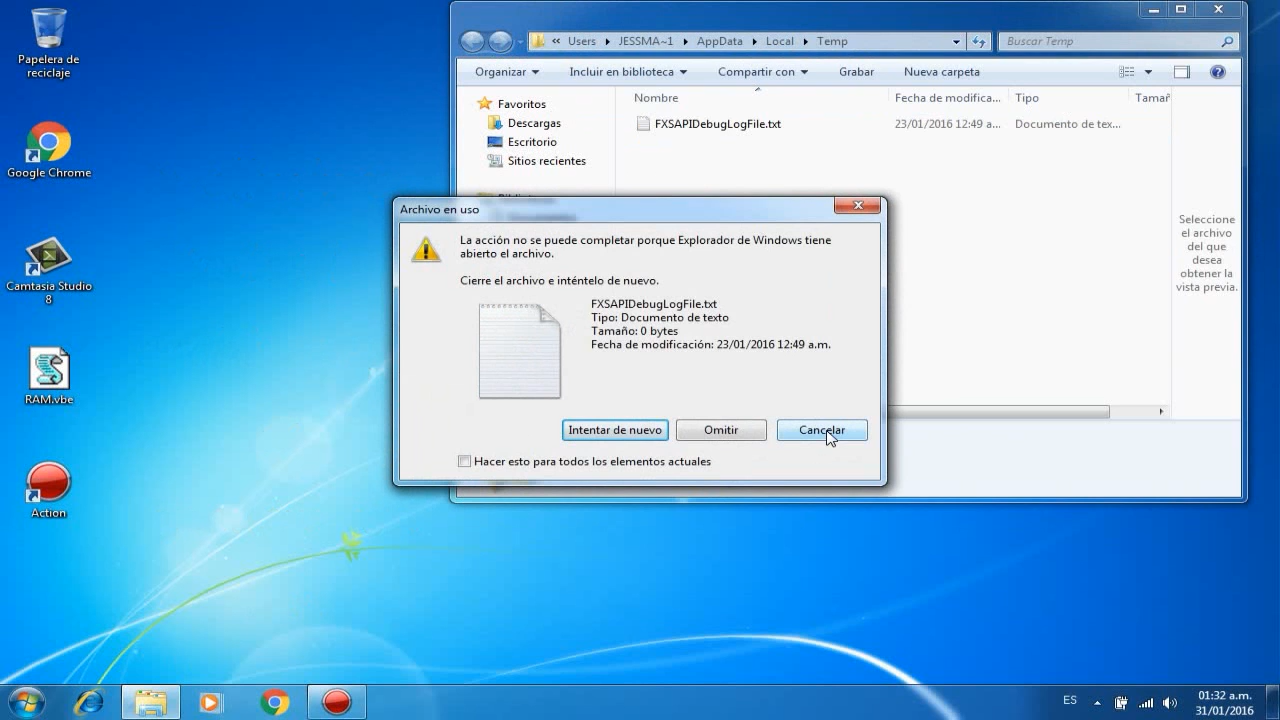 Papelera de
reciclaje
Google Chrome
Camtasia Studio
8
RAM.vbe
Action
« Users JESSMA~1 AppData Local Temp
Buscar Temp
Organizar Incluir en biblioteca Compartir con Grabar Nueva carpeta
Nombre Fecha de modifica... Tipo Tamañ
Favoritos
Descargas
Escritorio
Sitios recientes
FXSAPIDebugLogFile.txt 23/01/2016 12:49 a... Documento de tex...
Seleccione
el archivo
del que
desea
obtener la
vista previa.
Archivo en uso
La acción no se puede completar porque Explorador de Windows tiene
abierto el archivo.
Cierre el archivo e inténtelo de nuevo.
FXSAPIDebugLogFile.txt
Tipo: Documento de texto
Tamaño: 0 bytes
Fecha de modificación: 23/01/2016 12:49 a.m.
Intentar de nuevo Omitir Cancelar
Hacer esto para todos los elementos actuales
ES
01:32 a.m.
31/01/2016